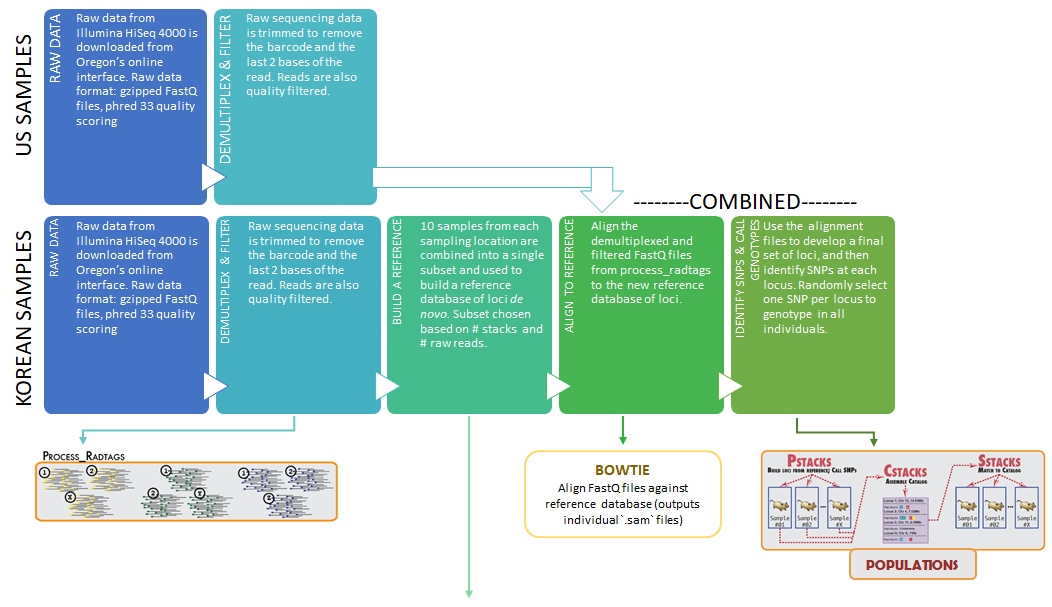 US SAMPLES
RAW DATA
Raw data from
Illumina HiSeq 4000 is
downloaded from
Oregon's online
interface. Raw data
format: gzipped FastQ
files, phred 33 quality
scoring
DEMULTIPLEX & FILTER
Raw sequencing data
is trimmed to remove
the barcode and the
last 2 bases of the
read. Reads are also
quality filtered.
--------COMBINED--------
KOREAN SAMPLES
RAW DATA
Raw data from
Illumina HiSeq 4000 is
downloaded from
Oregon's online
interface. Raw data
format: gzipped FastQ
files, phred 33 quality
scoring
DEMULTIPLEX & FILTER
Raw sequencing data
is trimmed to remove
the barcode and the
last 2 bases of the
read. Reads are also
quality filtered.
BUILD A REFERENCE
10 samples from each
sampling location are
combined into a single
subset and used to
build a reference
database of loci de
novo. Subset chosen
based on # stacks and
# raw reads.
ALIGN TO REFERENCE
Align the
demultiplexed and
filtered FastQ files
from process_radtags
to the new reference
database of loci.
IDENTIFY SNPS & CALL
GENOTYPES
Use the alignment
files to develop a final
set of loci, and then
identify SNPs at each
locus. Randomly select
one SNP per locus to
genotype in all
individuals.
PROCESS_RADTAGS
1 2 1 1 2
X 2 X X
BOWTIE
Align FastQ files against
reference database (outputs
individual `.sam` files)
PSTACKS
BUILD LOCI FROM REFERENCE; CALL SNPS
CSTACKS
ASSEMBLE CATALOG
SSTACKS
MATCH TO CATALOG
Sample #01
Sample #02
...
Sample #X
Sample #01
Sample #02
...
Sample #X
POPULATIONS